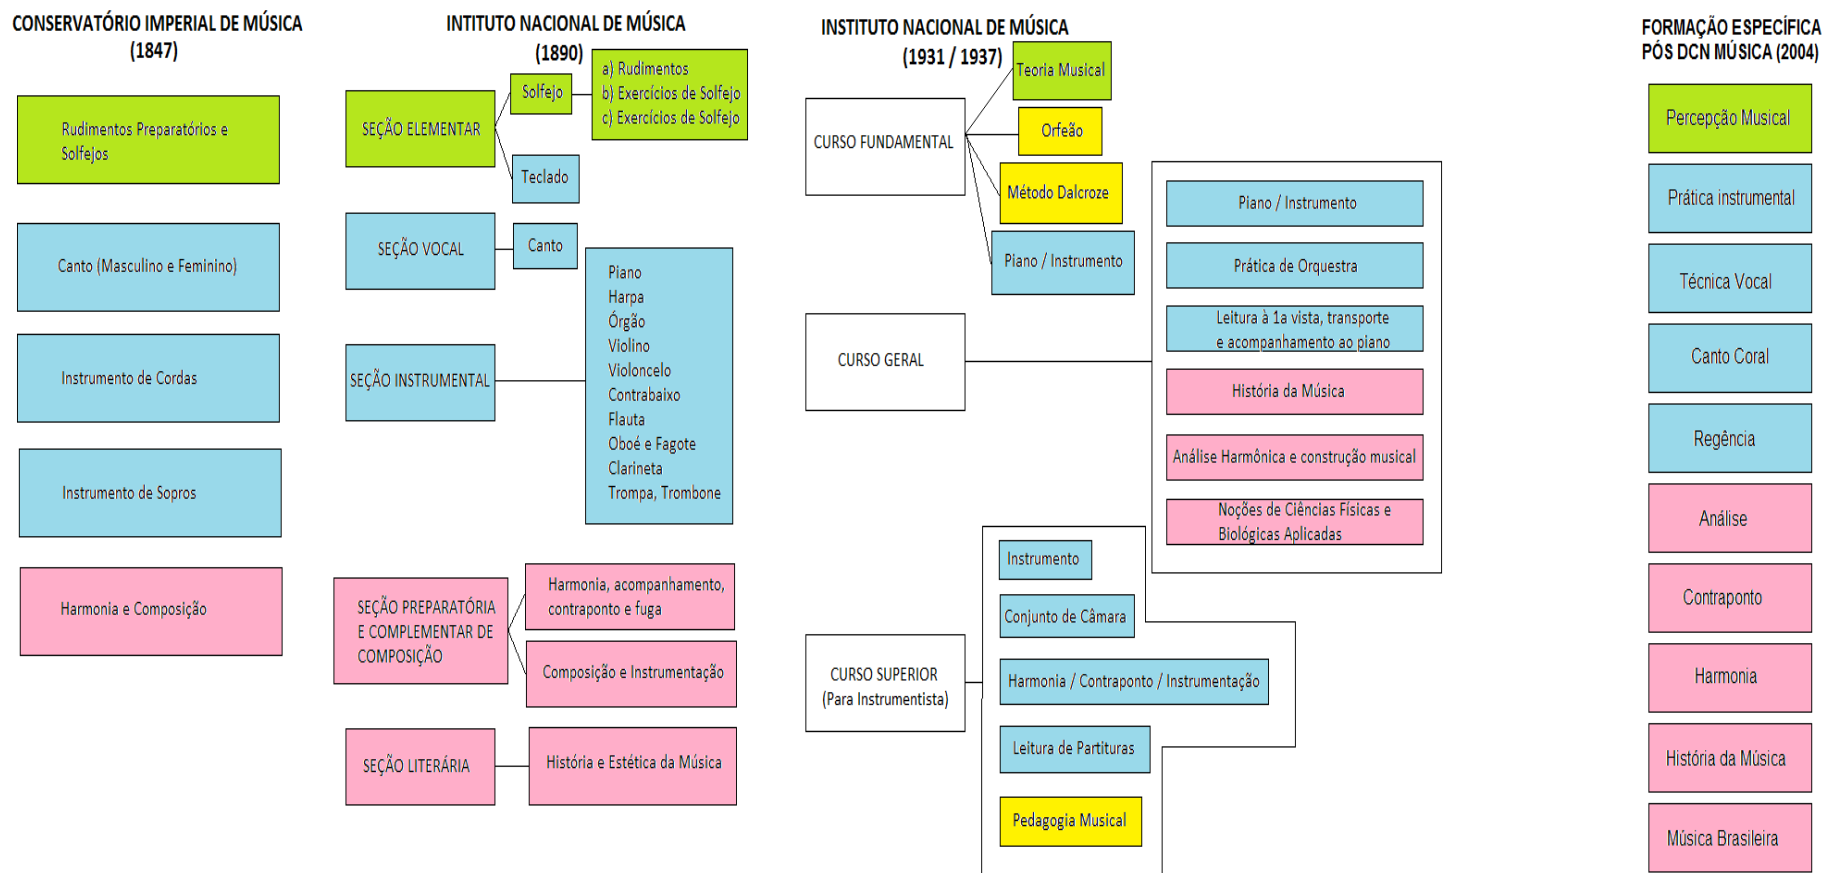 CONSERVATÓRIO IMPERIAL DE MÚSICA
(1847)
Rudimentos Preparatórios e
Solfejos
Canto (Masculino e Feminino)
Instrumento de Cordas
Instrumento de Sopros
Harmonia e Composição
INTITUTO NACIONAL DE MÚSICA
(1890)
SEÇÃO ELEMENTAR
Solfejo
a) Rudimentos
b) Exercícios de Solfejo
c) Exercícios de Solfejo
Teclado
SEÇÃO VOCAL
Canto
SEÇÃO INSTRUMENTAL
Piano
Harpa
Órgão
Violino
Violoncelo
Contrabaixo
Flauta
Oboé e Fagote
Clarineta
Trompa, Trombone
SEÇÃO PREPARATÓRIA
E COMPLEMENTAR DE
COMPOSIÇÃO
Harmonia, acompanhamento,
contraponto e fuga
Composição e Instrumentação
SEÇÃO LITERÁRIA
História e Estética da Música
INSTITUTO NACIONAL DE MÚSICA
(1931 / 1937)
CURSO FUNDAMENTAL
Teoria Musical
Orfeão
Método Dalcroze
Piano / Instrumento
CURSO GERAL
Piano / Instrumento
Prática de Orquestra
Leitura à 1a vista, transporte
e acompanhamento ao piano
História da Música
Análise Harmônica e construção musical
Noções de Ciências Físicas e
Biológicas Aplicadas
CURSO SUPERIOR
(Para Instrumentista)
Instrumento
Conjunto de Câmara
Harmonia / Contraponto / Instrumentação
Leitura de Partituras
Pedagogia Musical
FORMAÇÃO ESPECÍFICA
PÓS DCN MÚSICA (2004)
Percepção Musical
Prática instrumental
Técnica Vocal
Canto Coral
Regência
Análise
Contraponto
Harmonia
História da Música
Música Brasileira